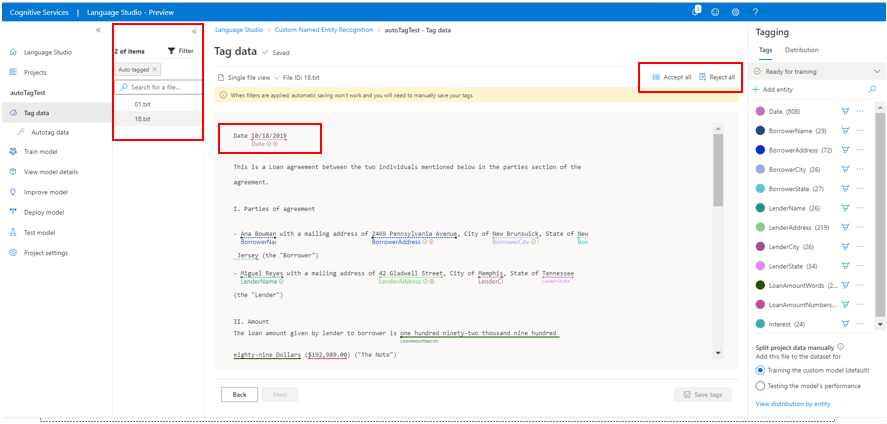 Cognitive Services | Language Studio - Preview
1
?
«
Language Studio
Projects
autoTagTest
Tag data
Autotag data
Train model
View model details
Improve model
Deploy model
Test model
Project settings
«
2 of items
Filter
Auto tagged ×
Search for a file...
01.txt
18.txt
Language Studio > Custom Named Entity Recognition > autoTagTest - Tag data
Tag data ✓ Saved
Single file view File ID: 18.txt
Accept all Reject all
When filters are applied, automatic saving won't work and you will need to manually save your tags.
Date 10/18/2019
Date
This is a Loan agreement between the two individuals mentioned below in the parties section of the
agreement.
I. Parties of agreement
- Ana Bowman with a mailing address of 2469 Pennsylvania Avenue, City of New Brunswick, State of New
BorrowerNar BorrowerAddress BorrowerCity Borr
Jersey (the "Borrower")
- Miguel Reyes with a mailing address of 42 Gladwell Street, City of Memphis, State of Tennessee
LenderName LenderAddress LenderCi LenderState
(the "Lender")
II. Amount
The loan amount given by lender to borrower is one hundred ninety-two thousand nine hundred
LoanAmountWords
eighty-nine Dollars ($192,989.00) ("The Note")
Back
Next
Save tags
Tagging
Tags Distribution
Ready for training
+ Add entity
Date (808) ...
BorrowerName (29) ...
BorrowerAddress (72) ...
BorrowerCity (26) ...
BorrowerState (27) ...
LenderName (26) ...
LenderAddress (219) ...
LenderCity (26) ...
LenderState (34) ...
LoanAmountWords (2... ...
LoanAmountNumbers... ...
Interest (24) ...
Split project data manually
Add this file to the dataset for
Training the custom model (default)
Testing the model's performance
View distribution by entity